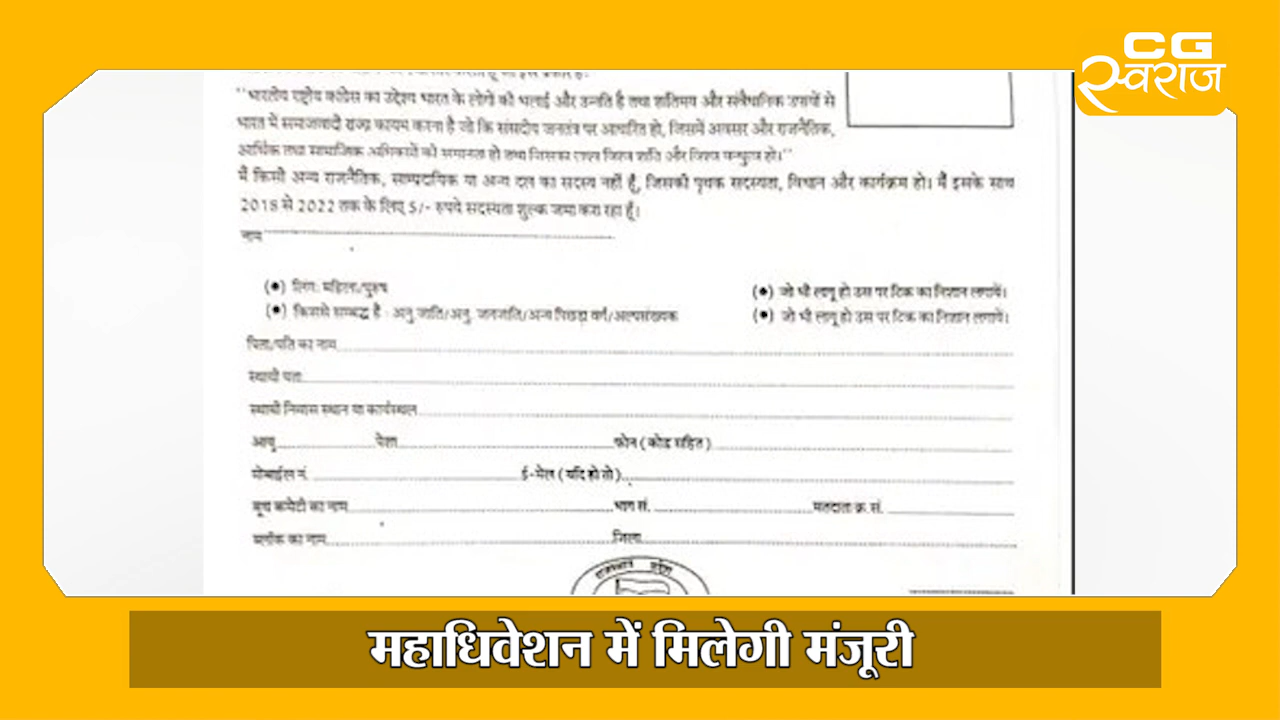 CG
स्वराज
"भारतीय राष्ट्रीय कांग्रेस का उद्देश्य भारत के लोगों की भलाई और उन्नति है तथा शांतिमय और संवैधानिक उपायों से
भारत में समाजवादी राज्य कायम करना है जो कि संसदीय जनतंत्र पर आधारित हो, जिसमें अवसर और राजनैतिक,
आर्थिक तथा सामाजिक अधिकारों की समानता हो तथा जिसका लक्ष्य विश्व शांति और विश्व बन्धुत्व हो।"
मैं किसी अन्य राजनैतिक, साम्प्रदायिक या अन्य दल का सदस्य नहीं हूँ, जिसकी पृथक सदस्यता, विधान और कार्यक्रम हो। मैं इसके साथ
2018 से 2022 तक के लिए 5/- रुपये सदस्यता शुल्क जमा करा रहा हूँ।
नाम
(•) लिंग: महिला/पुरुष (•) जो भी लागू हो उस पर टिक का निशान लगायें।
(•) किससे सम्बद्ध है - अनु जाति/अनु. जनजाति/अन्य पिछड़ा वर्ग/अल्पसंख्यक (•) जो भी लागू हो उस पर टिक का निशान लगायें।
पिता/पति का नाम
स्थायी पता
स्थायी निवास स्थान या कार्यस्थल
आयु पेशा फोन ( कोड सहित )
मोबाईल नं. ई-मेल ( यदि हो तो )
बूथ कमेटी का नाम भाग सं. मतदाता क्र. सं.
ब्लॉक का नाम जिला
राजस्थान प्रदेश
महाधिवेशन में मिलेगी मंजूरी